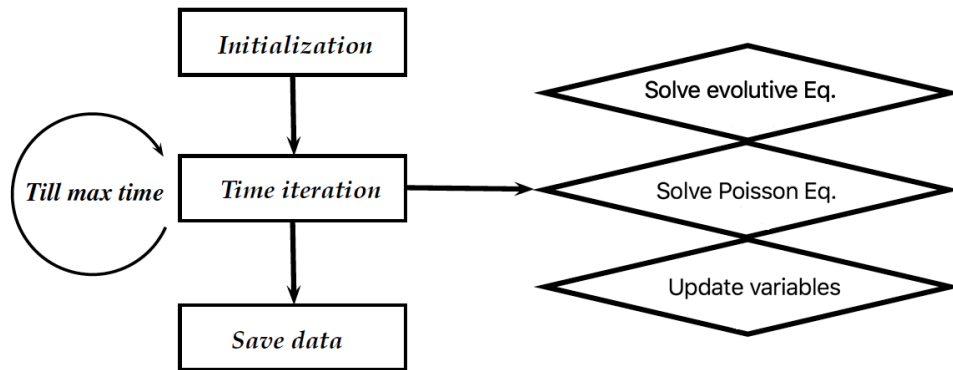 Initialization
Solve evolutive Eq.
Till max time
Time iteration
Solve Poisson Eq.
Update variables
Save data